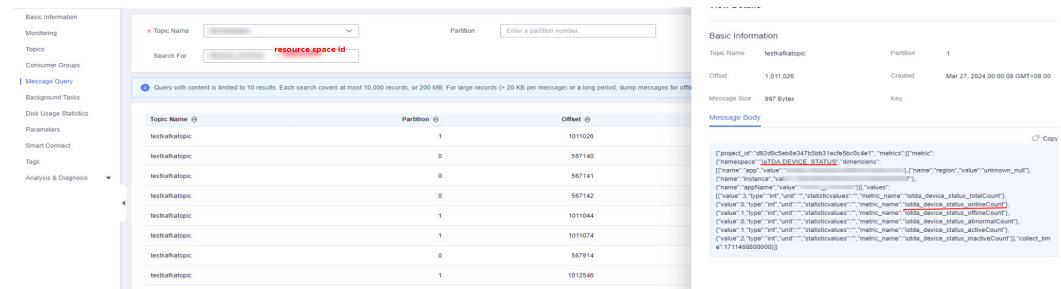 Basic Information
Monitoring
Topics
Consumer Groups
Message Query
Background Tasks
Disk Usage Statistics
Parameters
Smart Connect
Tags
Analysis & Diagnosis
* Topic Name
Partition Enter a partition number.
Search For resource space id
Query with content is limited to 10 results. Each search covers at most 10,000 records, or 200 MB. For large records (> 20 KB per message) or a long period, dump messages for offli
Topic Name Partition Offset
testkafkatopic 1 1011026
testkafkatopic 0 567140
testkafkatopic 0 567141
testkafkatopic 0 567142
testkafkatopic 1 1011044
testkafkatopic 1 1011074
testkafkatopic 0 567914
testkafkatopic 1 1012546
View Details
Basic Information
Topic Name testkafkatopic Partition 1
Offset 1,011,026 Created Mar 27, 2024 00:00:08 GMT+08:00
Message Size 997 Bytes Key
Message Body
Copy
{"project_id":"d92d9c5eb8e347b5bb31ecfe5bc0c4e1", "metrics":[{"metric":
{"namespace":"IoTDA.DEVICE_STATUS","dimensions":
[{"name":"app","value":" },{"name":"region","value":"unknown_null"},
{"name":"instance","val 7"},
{"name":"appName","value":" "}]},"values":
[{"value":3,"type":"int","unit":"","statisticvalues":"","metric_name":"iotda_device_status_totalCount"},
{"value":0,"type":"int","unit":"","statisticvalues":"","metric_name":"iotda_device_status_onlineCount"},
{"value":1,"type":"int","unit":"","statisticvalues":"","metric_name":"iotda_device_status_offlineCount"},
{"value":0,"type":"int","unit":"","statisticvalues":"","metric_name":"iotda_device_status_abnormalCount"},
{"value":1,"type":"int","unit":"","statisticvalues":"","metric_name":"iotda_device_status_activeCount"},
{"value":2,"type":"int","unit":"","statisticvalues":"","metric_name":"iotda_device_status_inactiveCount"}],"collect_tim
e":1711468800000}]}